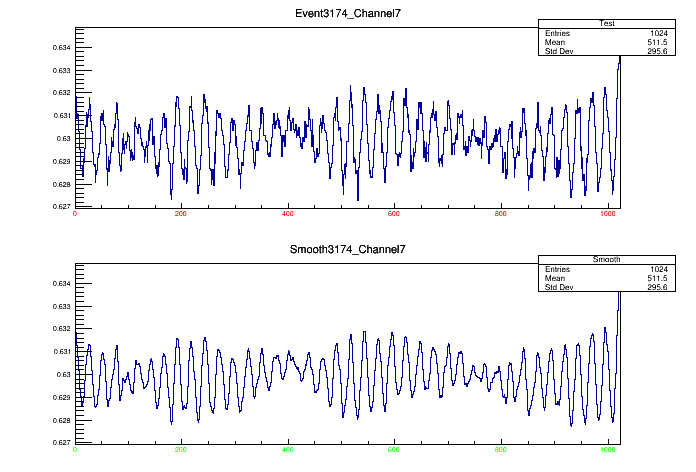 Event3174_Channel7
Test
Entries 1024
Mean 511.5
Std Dev 295.6
0.634
0.633
0.632
0.631
0.63
0.629
0.628
0.627
0 200 400 600 800 1000
Smooth3174_Channel7
Smooth
Entries 1024
Mean 511.5
Std Dev 295.6
0.634
0.633
0.632
0.631
0.63
0.629
0.628
0.627
0 200 400 600 800 1000